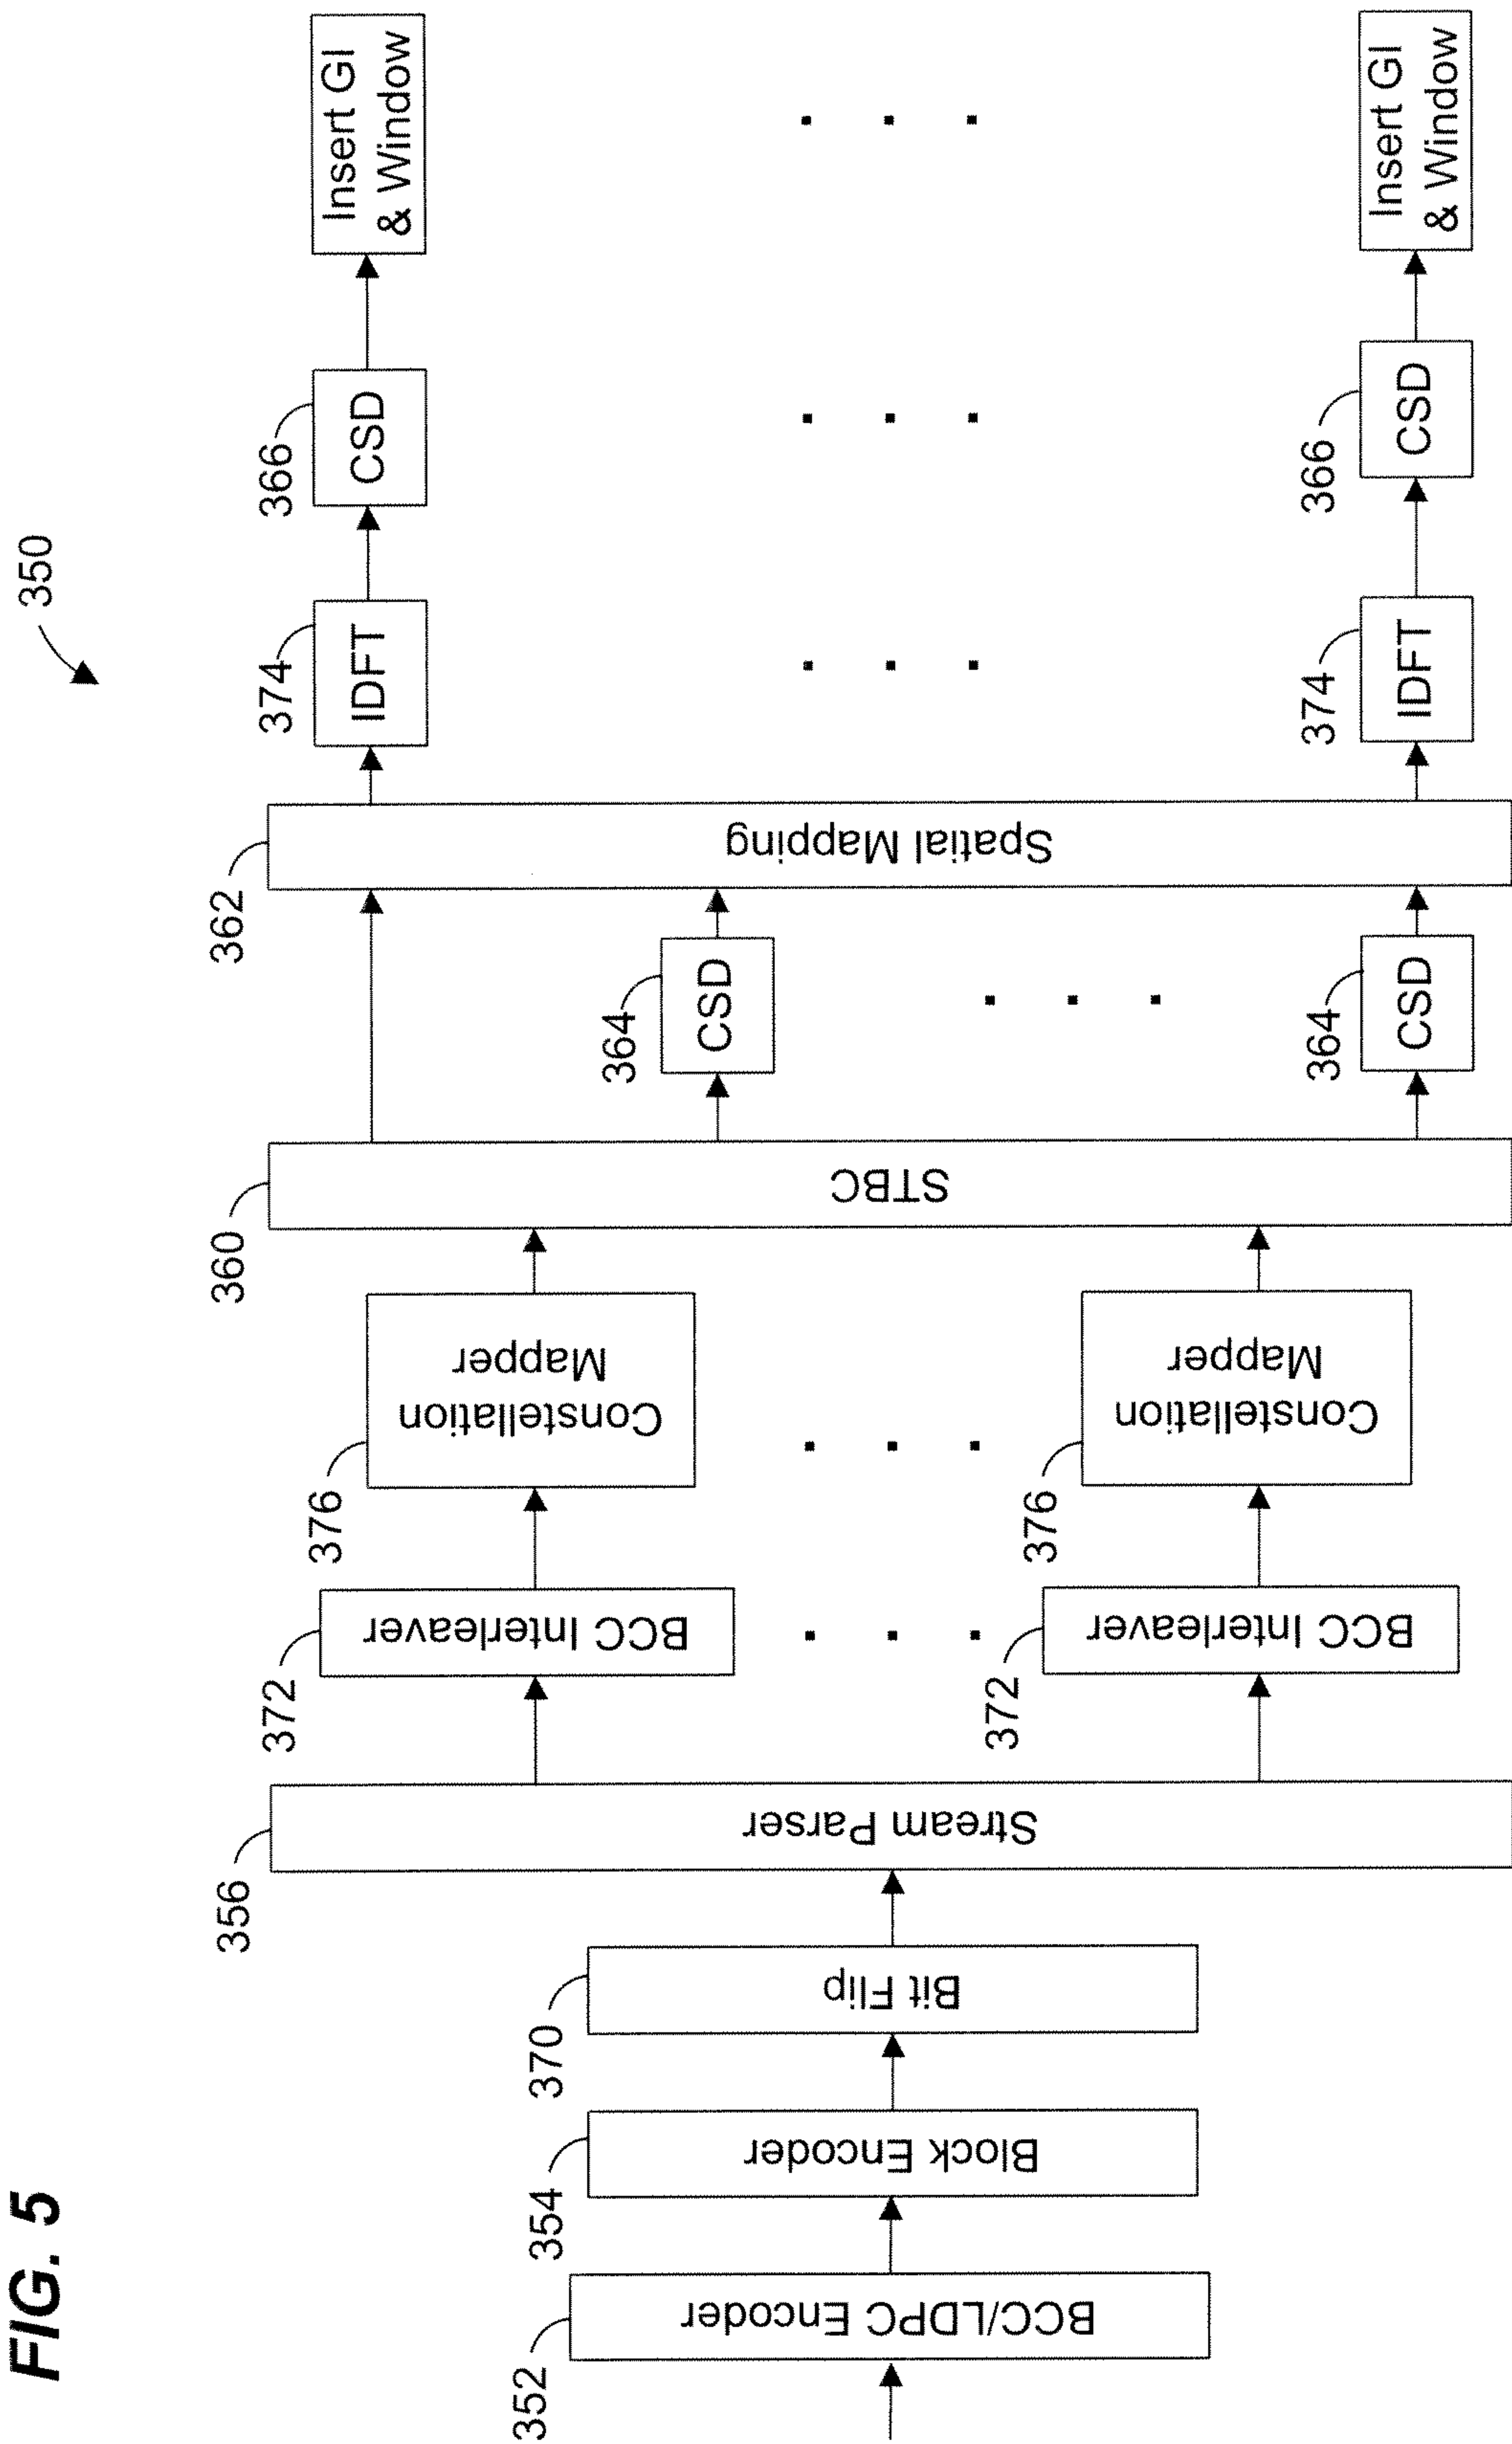 FIG. 5
350
352
BCC/LDPC Encoder
354
Block Encoder
370
Bit Flip
356
Stream Parser
372
BCC Interleaver
372
BCC Interleaver
376
Constellation
Mapper
376
Constellation
Mapper
360
STBC
364
CSD
364
CSD
362
Spatial Mapping
374
IDFT
374
IDFT
366
CSD
366
CSD
Insert GI
& Window
Insert GI
& Window